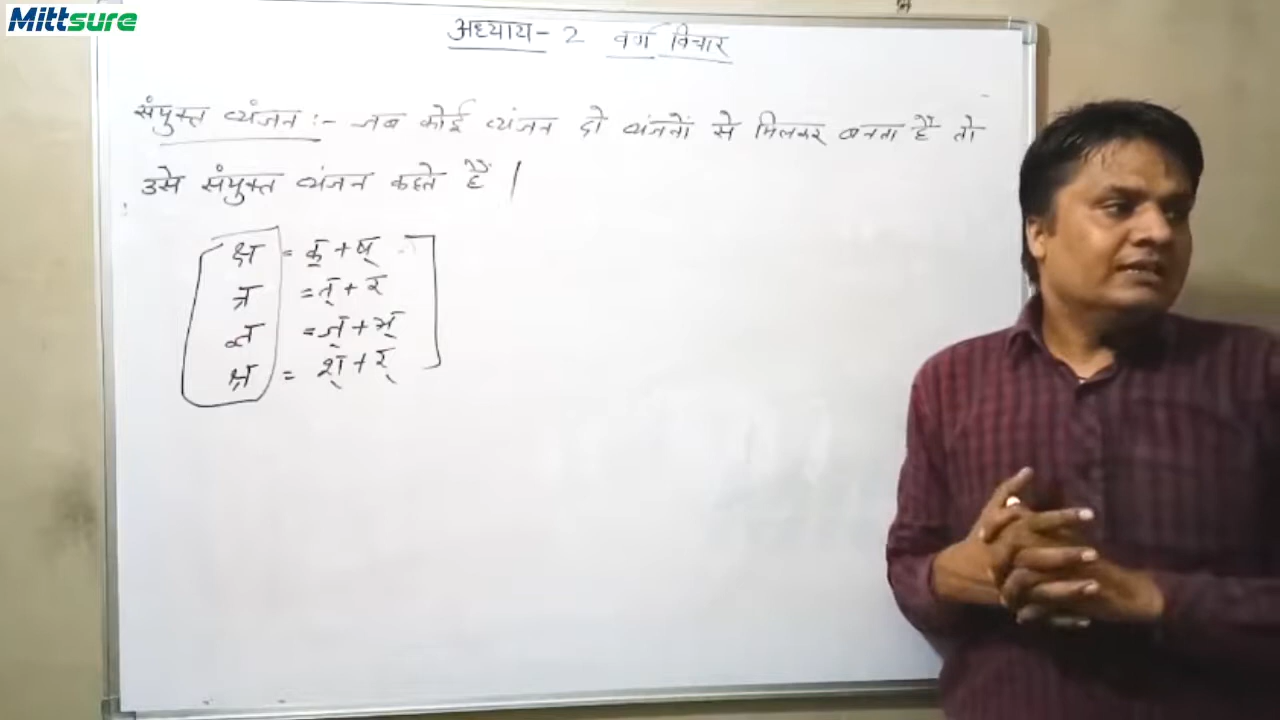 Mittsure
अध्याय- 2 वर्ण विचार
संयुक्त व्यंजन :- जब कोई व्यंजन दो व्यंजनों से मिलकर बनता है तो
उसे संयुक्त व्यंजन कहते हैं |
क्ष = क् + ष्
त्र = त् + र
ज्ञ = ज् + ञ्
श्र = श् + र्